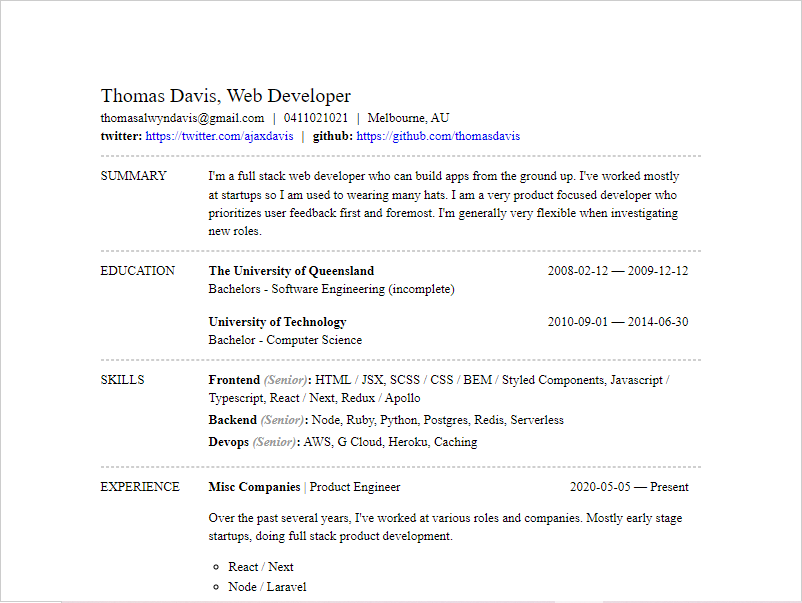 Thomas Davis, Web Developer
thomasalwyndavis@gmail.com | 0411021021 | Melbourne, AU
twitter: https://twitter.com/ajaxdavis | github: https://github.com/thomasdavis
SUMMARY
I'm a full stack web developer who can build apps from the ground up. I've worked mostly
at startups so I am used to wearing many hats. I am a very product focused developer who
prioritizes user feedback first and foremost. I'm generally very flexible when investigating
new roles.
EDUCATION
The University of Queensland 2008-02-12 — 2009-12-12
Bachelors - Software Engineering (incomplete)
University of Technology 2010-09-01 — 2014-06-30
Bachelor - Computer Science
SKILLS
Frontend (Senior): HTML / JSX, SCSS / CSS / BEM / Styled Components, Javascript /
Typescript, React / Next, Redux / Apollo
Backend (Senior): Node, Ruby, Python, Postgres, Redis, Serverless
Devops (Senior): AWS, G Cloud, Heroku, Caching
EXPERIENCE
Misc Companies | Product Engineer 2020-05-05 — Present
Over the past several years, I've worked at various roles and companies. Mostly early stage
startups, doing full stack product development.
React / Next
Node / Laravel